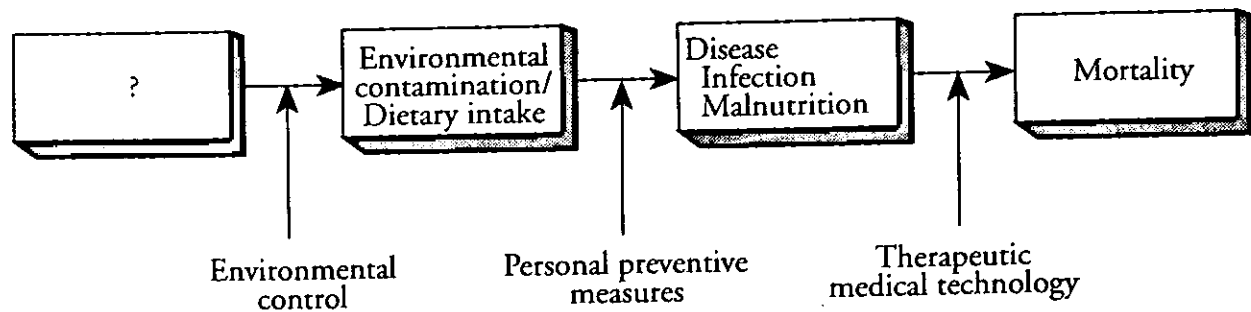 ?
Environmental
contamination/
Dietary intake
Disease
Infection
Malnutrition
Mortality
Environmental
control
Personal preventive
measures
Therapeutic
medical technology